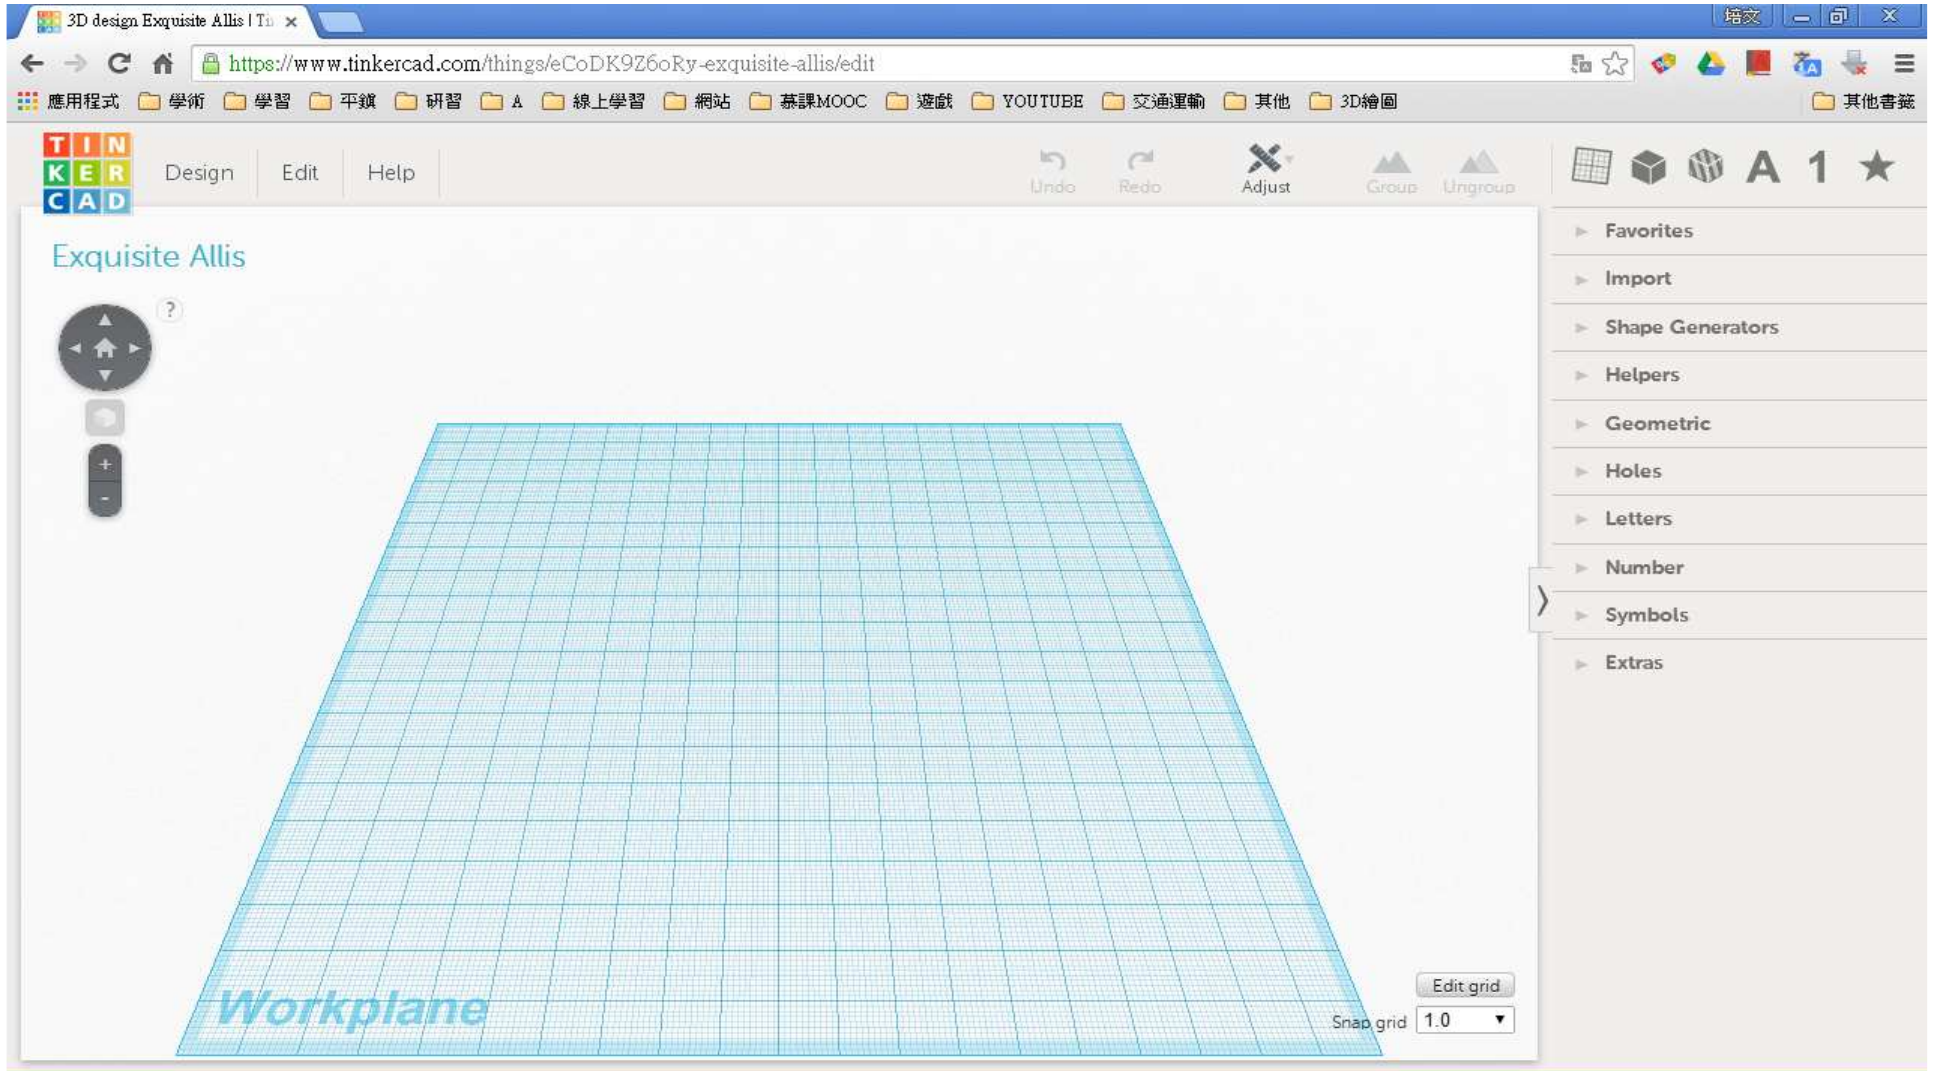 3D design Exquisite Allis | Tin
培文
https://www.tinkercad.com/things/eCoDK9Z6oRy-exquisite-allis/edit
應用程式 學術 學習 平鎮 研習 A 線上學習 網站 慕課MOOC 遊戲 YOUTUBE 交通運輸 其他 3D繪圖 其他書籤
TIN
KER
CAD
Design Edit Help Undo Redo Adjust Group Ungroup A 1
Exquisite Allis
?
+
-
Favorites
Import
Shape Generators
Helpers
Geometric
Holes
Letters
Number
Symbols
Extras
Workplane
Edit grid
Snap grid 1.0